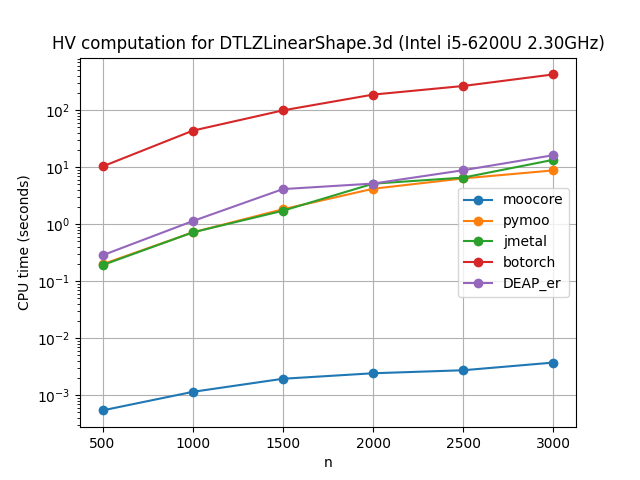 HV computation for DTLZLinearShape.3d (Intel i5-6200U 2.30GHz)
CPU time (seconds)
10²
10¹
10⁰
10⁻¹
10⁻²
10⁻³
moocore
pymoo
jmetal
botorch
DEAP_er
500 1000 1500 2000 2500 3000
n